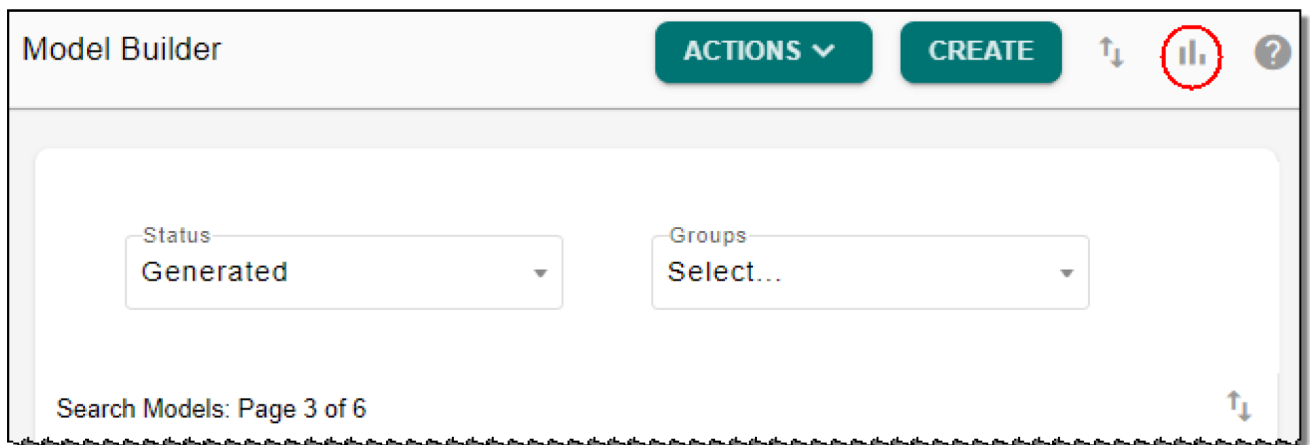 Model Builder
ACTIONS CREATE ?
Status Groups
Generated Select...
Search Models: Page 3 of 6